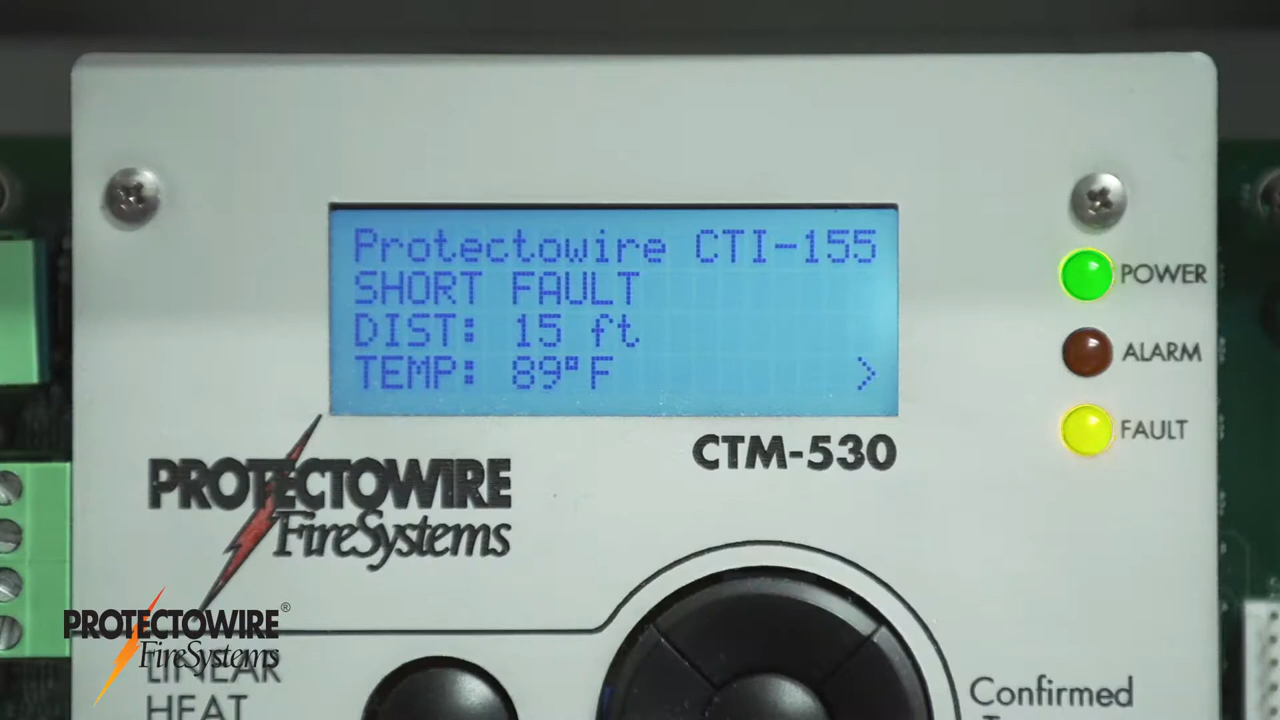 Protectowire CTI-155
SHORT FAULT
DIST: 15 ft
TEMP: 89°F >
POWER
ALARM
FAULT
CTM-530
PROTECTOWIRE
FireSystems
PROTECTOWIRE®
FireSystems
LINEAR
HEAT
Confirmed